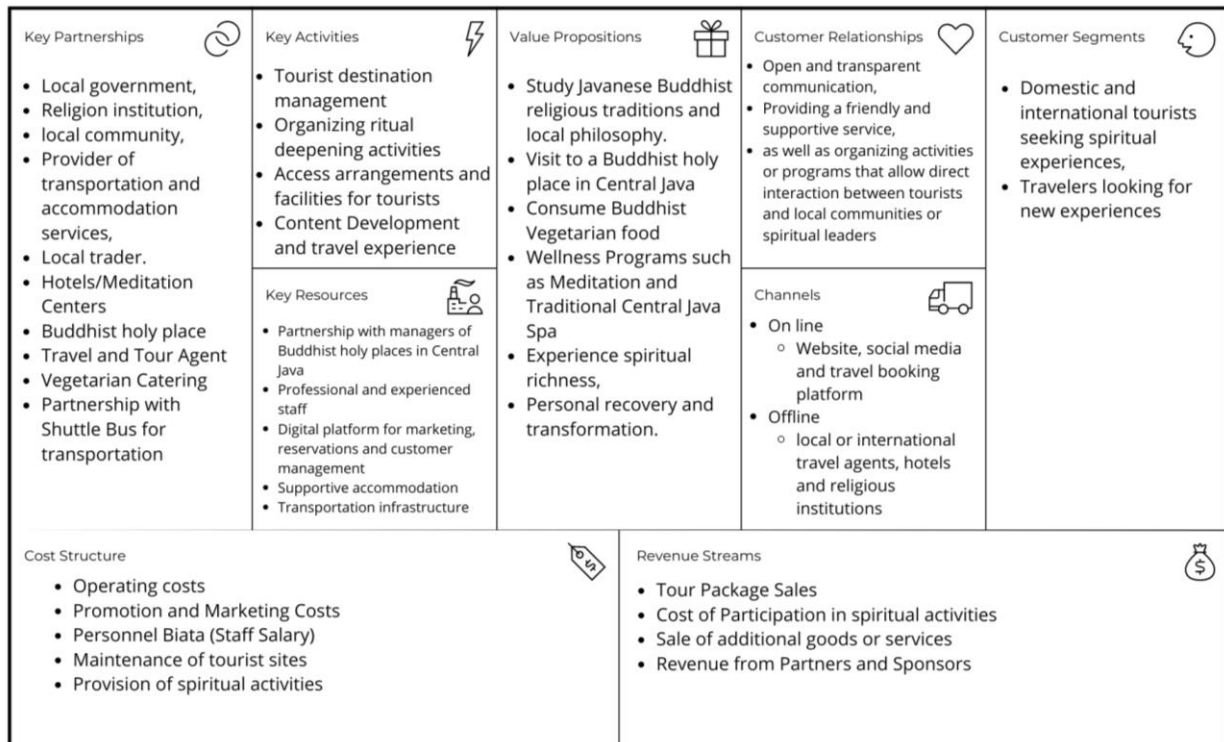 Key Partnerships
• Local government,
• Religion institution,
• local community,
• Provider of
transportation and
accommodation
services,
• Local trader.
• Hotels/Meditation
Centers
• Buddhist holy place
• Travel and Tour Agent
• Vegetarian Catering
• Partnership with
Shuttle Bus for
transportation
Key Activities
• Tourist destination
management
• Organizing ritual
deepening activities
• Access arrangements and
facilities for tourists
• Content Development
and travel experience
Key Resources
• Partnership with managers of
Buddhist holy places in Central
Java
• Professional and experienced
staff
• Digital platform for marketing,
reservations and customer
management
• Supportive accommodation
• Transportation infrastructure
Value Propositions
• Study Javanese Buddhist
religious traditions and
local philosophy.
• Visit to a Buddhist holy
place in Central Java
• Consume Buddhist
Vegetarian food
• Wellness Programs such
as Meditation and
Traditional Central Java
Spa
• Experience spiritual
richness,
• Personal recovery and
transformation.
Customer Relationships
• Open and transparent
communication,
• Providing a friendly and
supportive service,
• as well as organizing activities
or programs that allow direct
interaction between tourists
and local communities or
spiritual leaders
Channels
• On line
○ Website, social media
and travel booking
platform
• Offline
○ local or international
travel agents, hotels
and religious
institutions
Customer Segments
• Domestic and
international tourists
seeking spiritual
experiences,
• Travelers looking for
new experiences
Cost Structure
• Operating costs
• Promotion and Marketing Costs
• Personnel Biata (Staff Salary)
• Maintenance of tourist sites
• Provision of spiritual activities
$
Revenue Streams
• Tour Package Sales
• Cost of Participation in spiritual activities
• Sale of additional goods or services
• Revenue from Partners and Sponsors
$